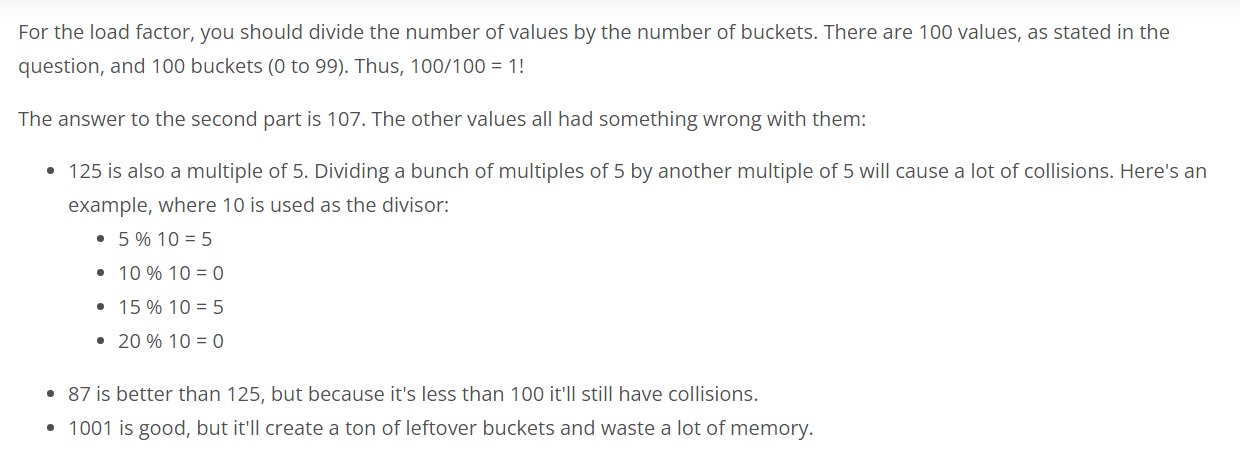 For the load factor, you should divide the number of values by the number of buckets. There are 100 values, as stated in the
question, and 100 buckets (0 to 99). Thus, 100/100 = 1!
The answer to the second part is 107. The other values all had something wrong with them:
• 125 is also a multiple of 5. Dividing a bunch of multiples of 5 by another multiple of 5 will cause a lot of collisions. Here's an
example, where 10 is used as the divisor:
• 5 % 10 = 5
• 10 % 10 = 0
• 15 % 10 = 5
• 20 % 10 = 0
• 87 is better than 125, but because it's less than 100 it'll still have collisions.
• 1001 is good, but it'll create a ton of leftover buckets and waste a lot of memory.